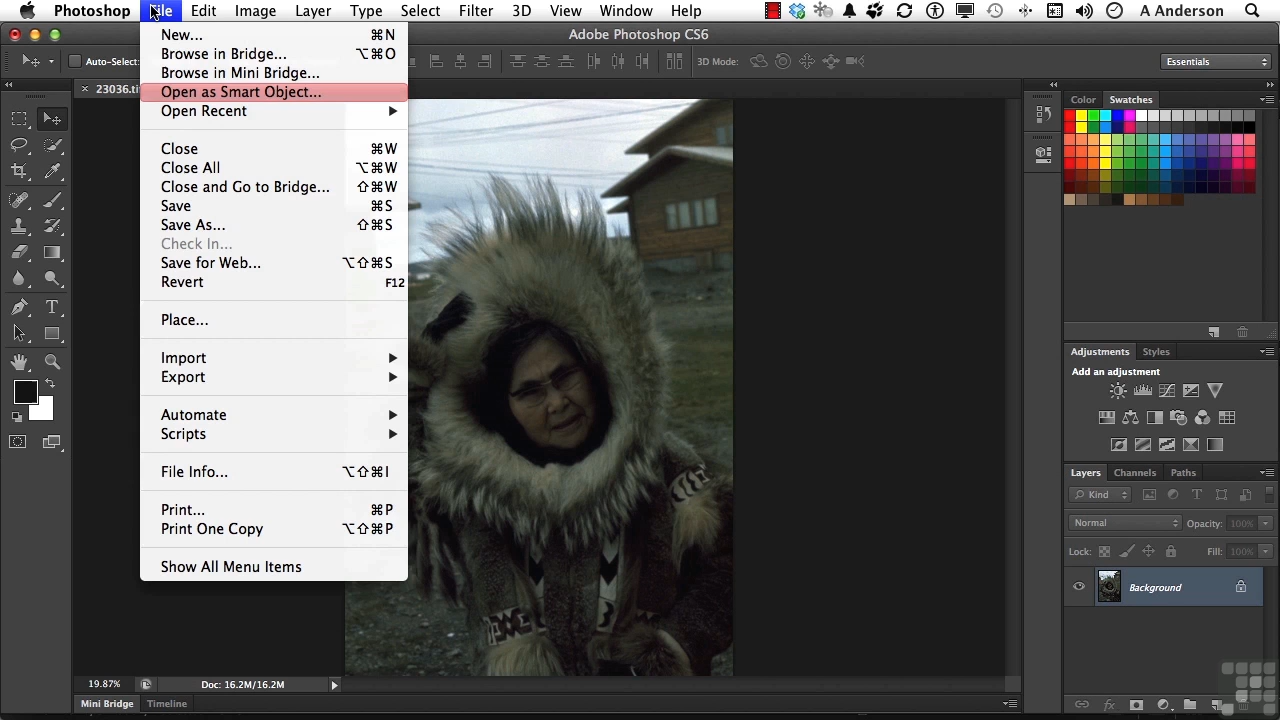 Photoshop File Edit Image Layer Type Select Filter 3D View Window Help A Anderson
Adobe Photoshop CS6
Auto-Select: 3D Mode: Essentials
× 23036.ti
New... ⌘N
Browse in Bridge... ⌥⌘O
Browse in Mini Bridge...
Open as Smart Object...
Open Recent
Close ⌘W
Close All ⌥⌘W
Close and Go to Bridge... ⇧⌘W
Save ⌘S
Save As... ⇧⌘S
Check In...
Save for Web... ⌥⇧⌘S
Revert F12
Place...
Import
Export
Automate
Scripts
File Info... ⌥⇧⌘I
Print... ⌘P
Print One Copy ⌥⇧⌘P
Show All Menu Items
Color Swatches
Adjustments Styles
Add an adjustment
Layers Channels Paths
Kind
Normal Opacity: 100%
Lock: Fill: 100%
Background
19.87% Doc: 16.2M/16.2M
Mini Bridge Timeline